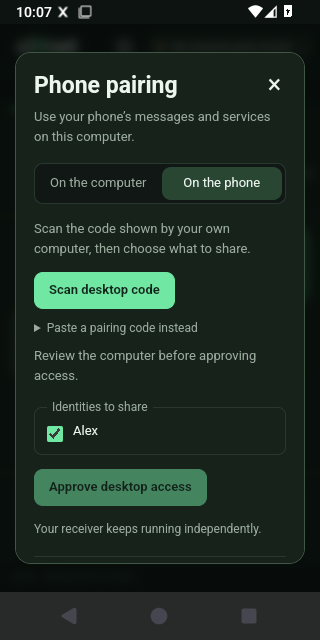 10:07
Phone pairing
×
Use your phone's messages and services
on this computer.
On the computer
On the phone
Scan the code shown by your own
computer, then choose what to share.
Scan desktop code
Paste a pairing code instead
Review the computer before approving
access.
Identities to share
Alex
Approve desktop access
Your receiver keeps running independently.